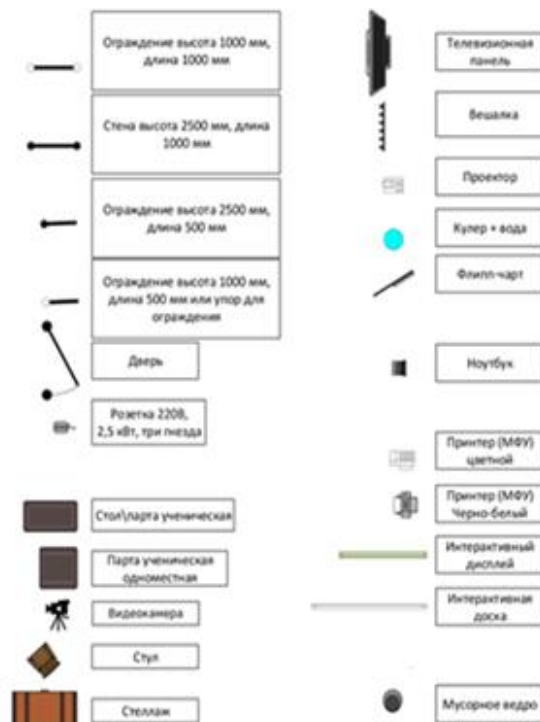 Ограждение высота 1000 мм,
длина 1000 мм
Стена высота 2500 мм, длина
1000 мм
Ограждение высота 2500 мм,
длина 500 мм
Ограждение высота 1000 мм,
длина 500 мм или упор для
ограждения
Дверь
Розетка 220В,
2,5 кВт, три гнезда
Стол\парта ученическая
Парта ученическая
одноместная
Видеокамера
Стул
Стеллаж
Телевизионная
панель
Вешалка
Проектор
Кулер + вода
Флипп-чарт
Ноутбук
Принтер (МФУ)
цветной
Принтер (МФУ)
Черно-белый
Интерактивный
дисплей
Интерактивная
доска
Мусорное ведро